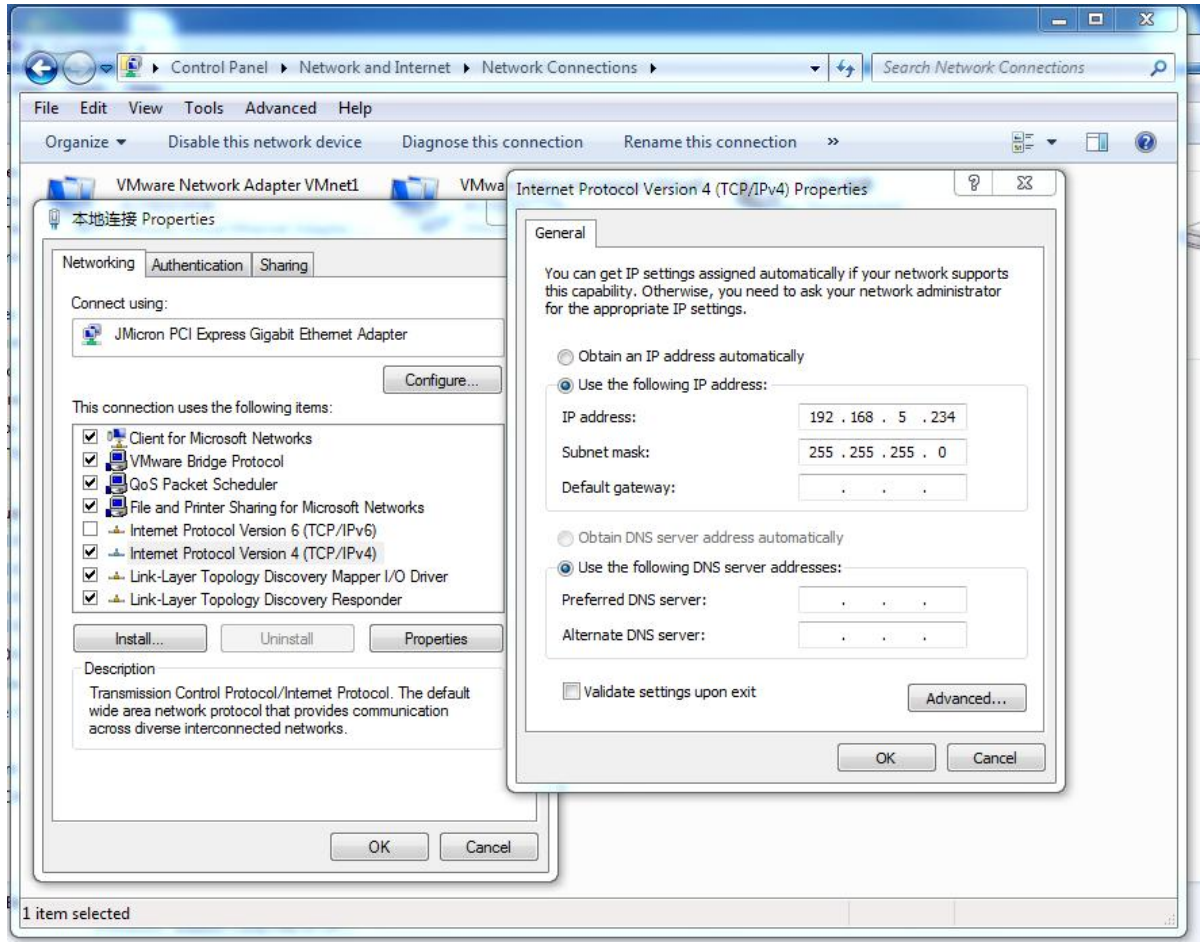 Control Panel ▸ Network and Internet ▸ Network Connections ▸
Search Network Connections
File Edit View Tools Advanced Help
Organize Disable this network device Diagnose this connection Rename this connection »
VMware Network Adapter VMnet1
本地连接 Properties
Networking Authentication Sharing
Connect using:
JMicron PCI Express Gigabit Ethernet Adapter
Configure...
This connection uses the following items:
Client for Microsoft Networks
VMware Bridge Protocol
QoS Packet Scheduler
File and Printer Sharing for Microsoft Networks
Internet Protocol Version 6 (TCP/IPv6)
Internet Protocol Version 4 (TCP/IPv4)
Link-Layer Topology Discovery Mapper I/O Driver
Link-Layer Topology Discovery Responder
Install... Uninstall Properties
Description
Transmission Control Protocol/Internet Protocol. The default
wide area network protocol that provides communication
across diverse interconnected networks.
OK Cancel
VMwa
Internet Protocol Version 4 (TCP/IPv4) Properties
General
You can get IP settings assigned automatically if your network supports
this capability. Otherwise, you need to ask your network administrator
for the appropriate IP settings.
Obtain an IP address automatically
Use the following IP address:
IP address: 192 . 168 . 5 . 234
Subnet mask: 255 . 255 . 255 . 0
Default gateway: . . .
Obtain DNS server address automatically
Use the following DNS server addresses:
Preferred DNS server: . . .
Alternate DNS server: . . .
Validate settings upon exit
Advanced...
OK Cancel
1 item selected